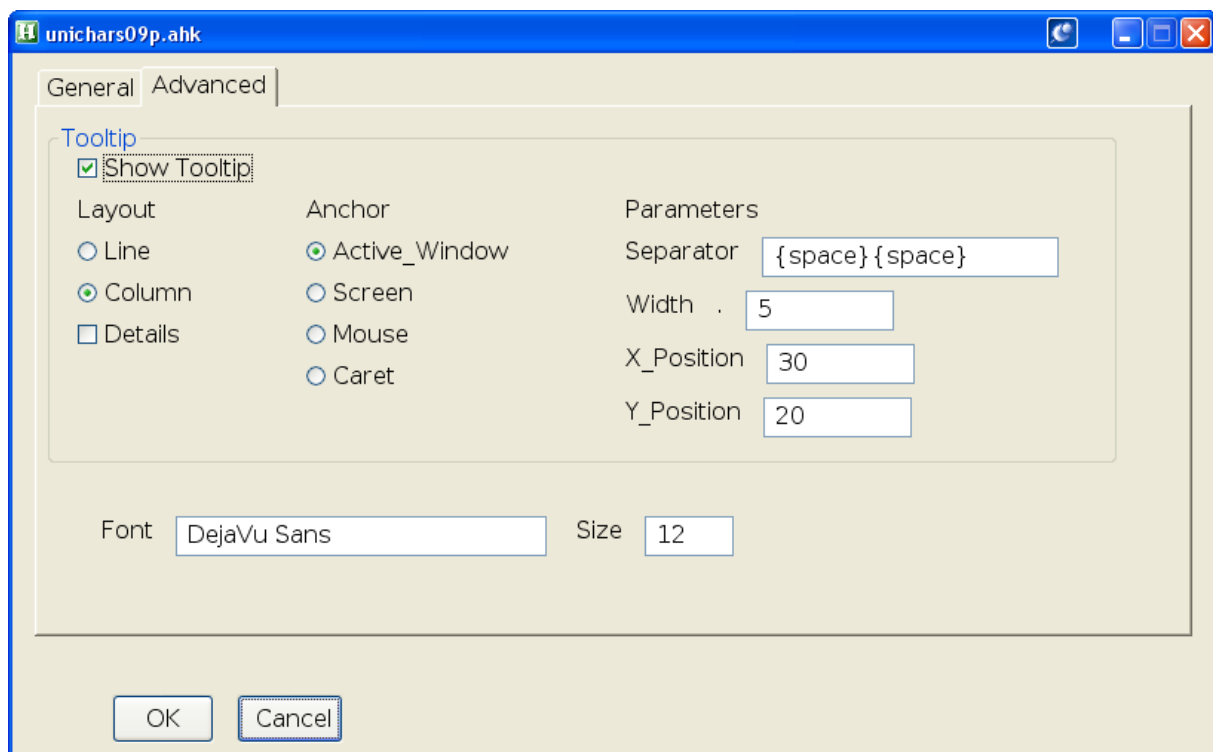 unichars09p.ahk
General Advanced
Tooltip
Show Tooltip
Layout Anchor Parameters
Line Active_Window Separator {space}{space}
Column Screen Width . 5
Details Mouse X_Position 30
Caret Y_Position 20
Font DejaVu Sans Size 12
OK Cancel